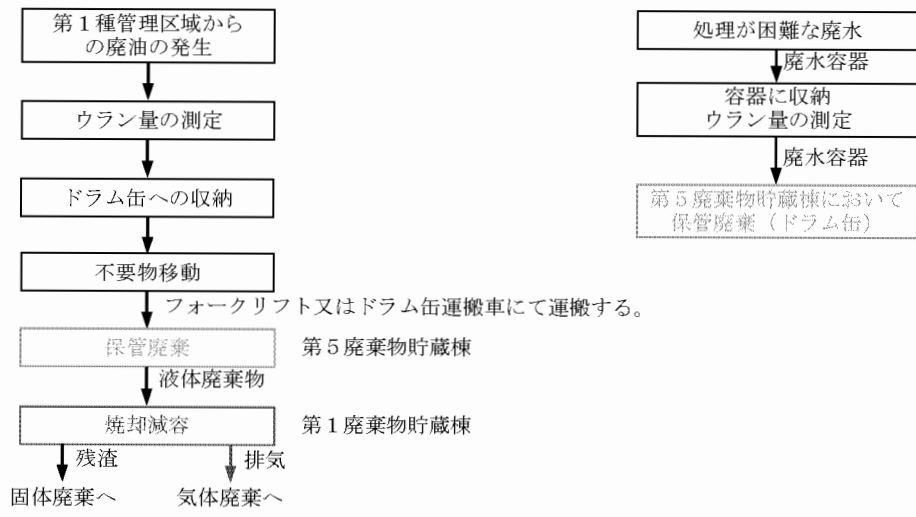 第１種管理区域から
の廃油の発生
ウラン量の測定
ドラム缶への収納
不要物移動
フォークリフト又はドラム缶運搬車にて運搬する。
保管廃棄
第５廃棄物貯蔵棟
液体廃棄物
焼却減容
第１廃棄物貯蔵棟
残渣
排気
固体廃棄へ
気体廃棄へ
処理が困難な廃水
廃水容器
容器に収納
ウラン量の測定
廃水容器
第５廃棄物貯蔵棟において
保管廃棄（ドラム缶）